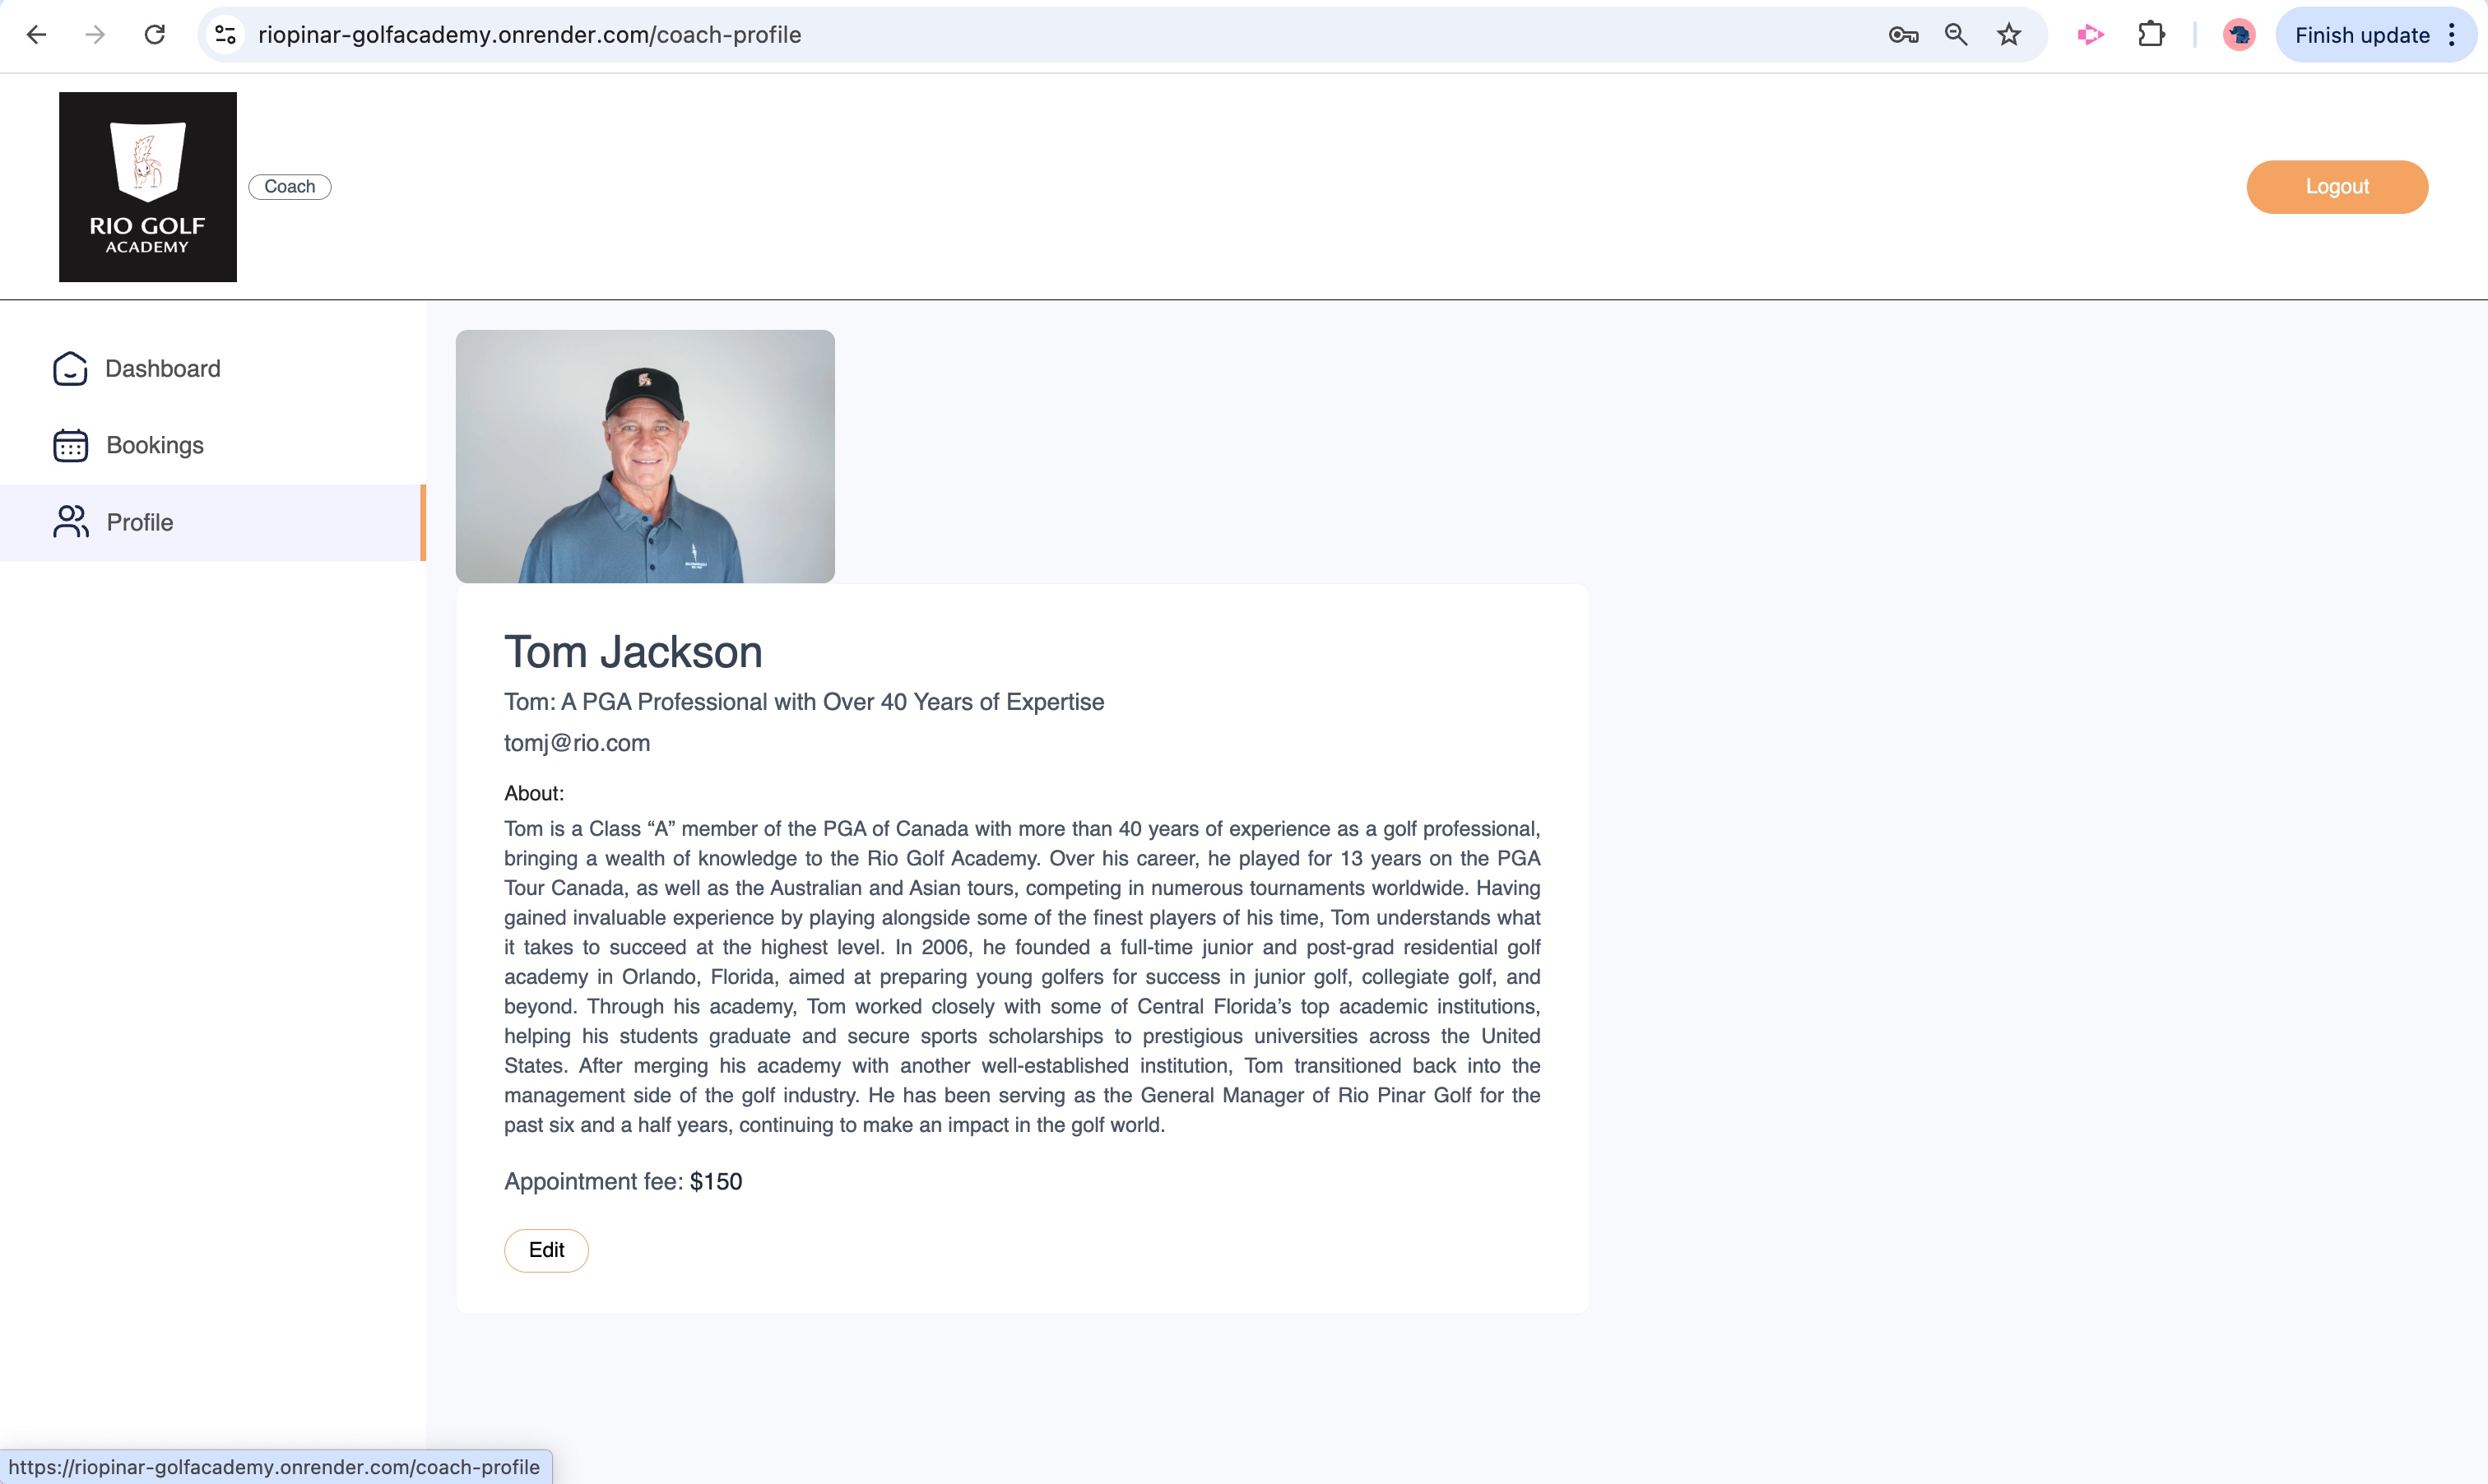 riopinar-golfacademy.onrender.com/coach-profile
Finish update
RIO GOLF
ACADEMY
Coach
Logout
Dashboard
Bookings
Profile
Tom Jackson
Tom: A PGA Professional with Over 40 Years of Expertise
tomj@rio.com
About:
Tom is a Class “A” member of the PGA of Canada with more than 40 years of experience as a golf professional,
bringing a wealth of knowledge to the Rio Golf Academy. Over his career, he played for 13 years on the PGA
Tour Canada, as well as the Australian and Asian tours, competing in numerous tournaments worldwide. Having
gained invaluable experience by playing alongside some of the finest players of his time, Tom understands what
it takes to succeed at the highest level. In 2006, he founded a full-time junior and post-grad residential golf
academy in Orlando, Florida, aimed at preparing young golfers for success in junior golf, collegiate golf, and
beyond. Through his academy, Tom worked closely with some of Central Florida’s top academic institutions,
helping his students graduate and secure sports scholarships to prestigious universities across the United
States. After merging his academy with another well-established institution, Tom transitioned back into the
management side of the golf industry. He has been serving as the General Manager of Rio Pinar Golf for the
past six and a half years, continuing to make an impact in the golf world.
Appointment fee: $150
Edit
https://riopinar-golfacademy.onrender.com/coach-profile